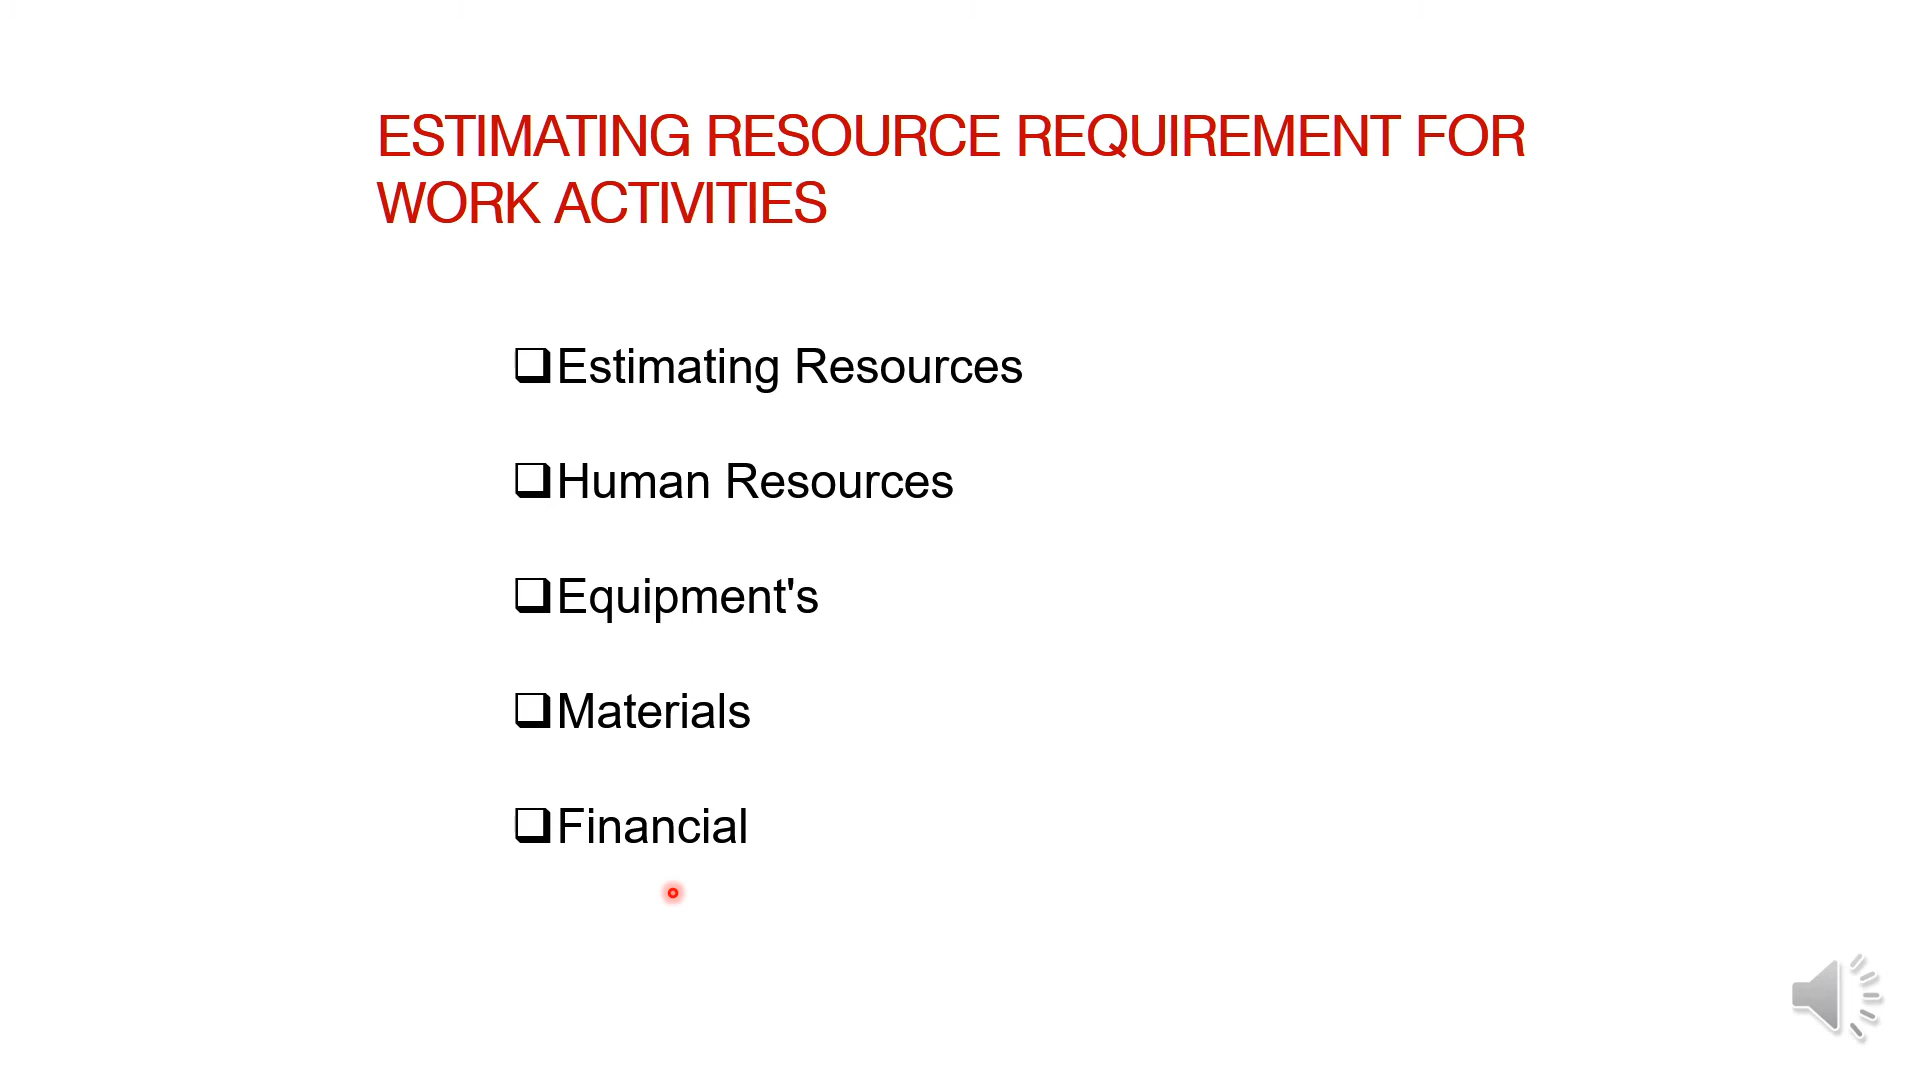 ESTIMATING RESOURCE REQUIREMENT FOR
WORK ACTIVITIES
Estimating Resources
Human Resources
Equipment's
Materials
Financial